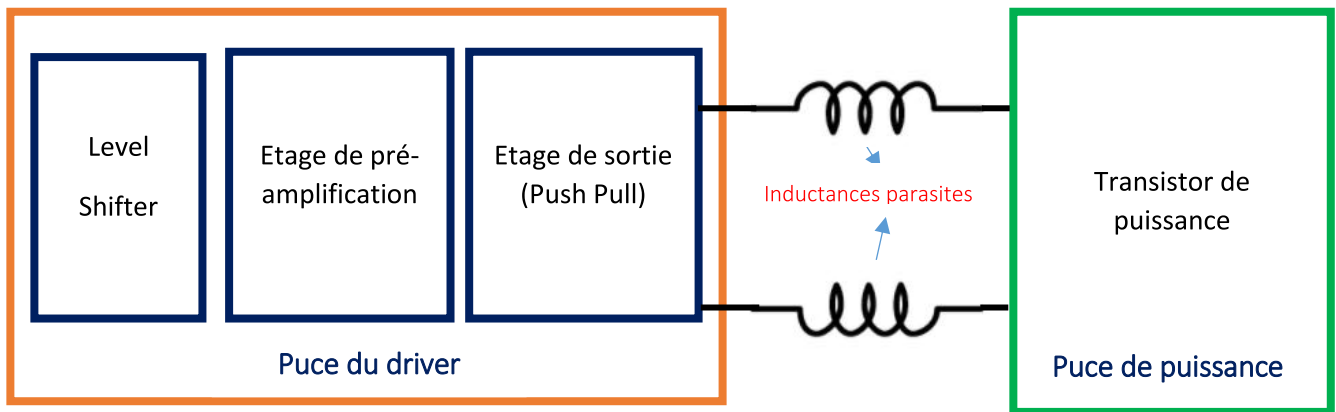 Level
Shifter
Etage de pré-
amplification
Etage de sortie
(Push Pull)
Inductances parasites
Transistor de
puissance
Puce du driver
Puce de puissance